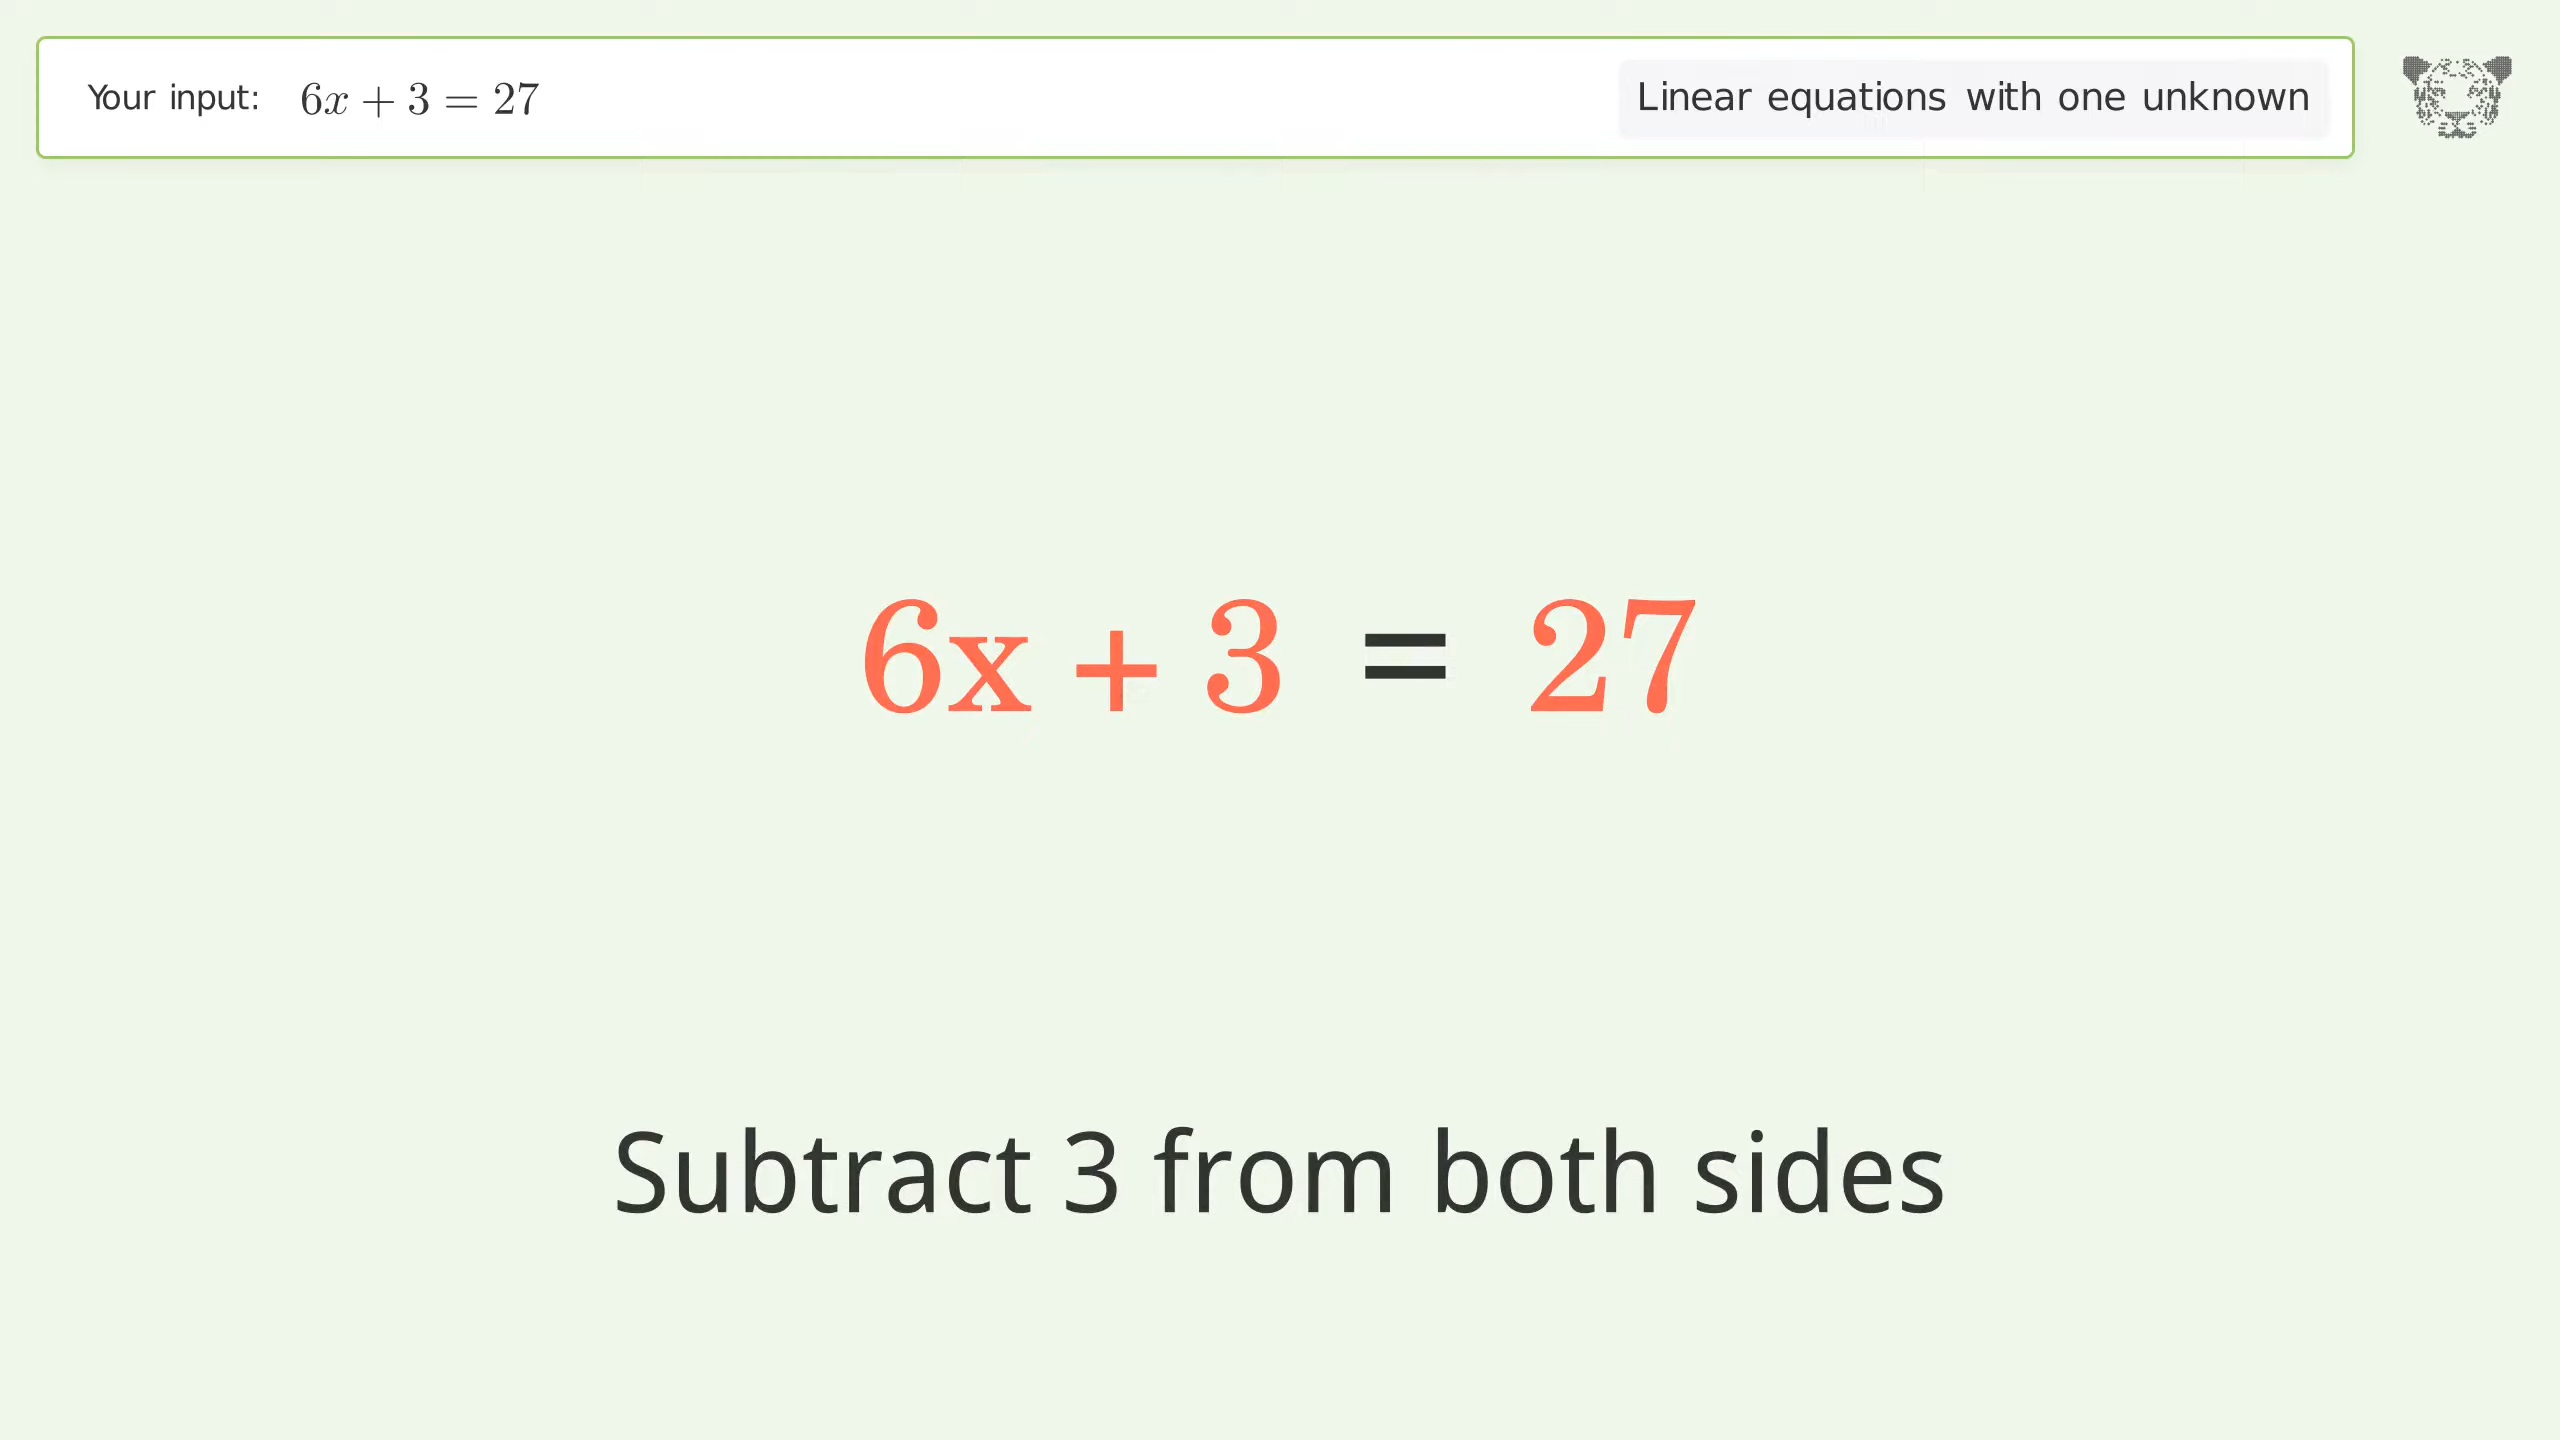 Your input: 6x + 3 = 27 Linear equations with one unknown
6x + 3 = 27
Subtract 3 from both sides